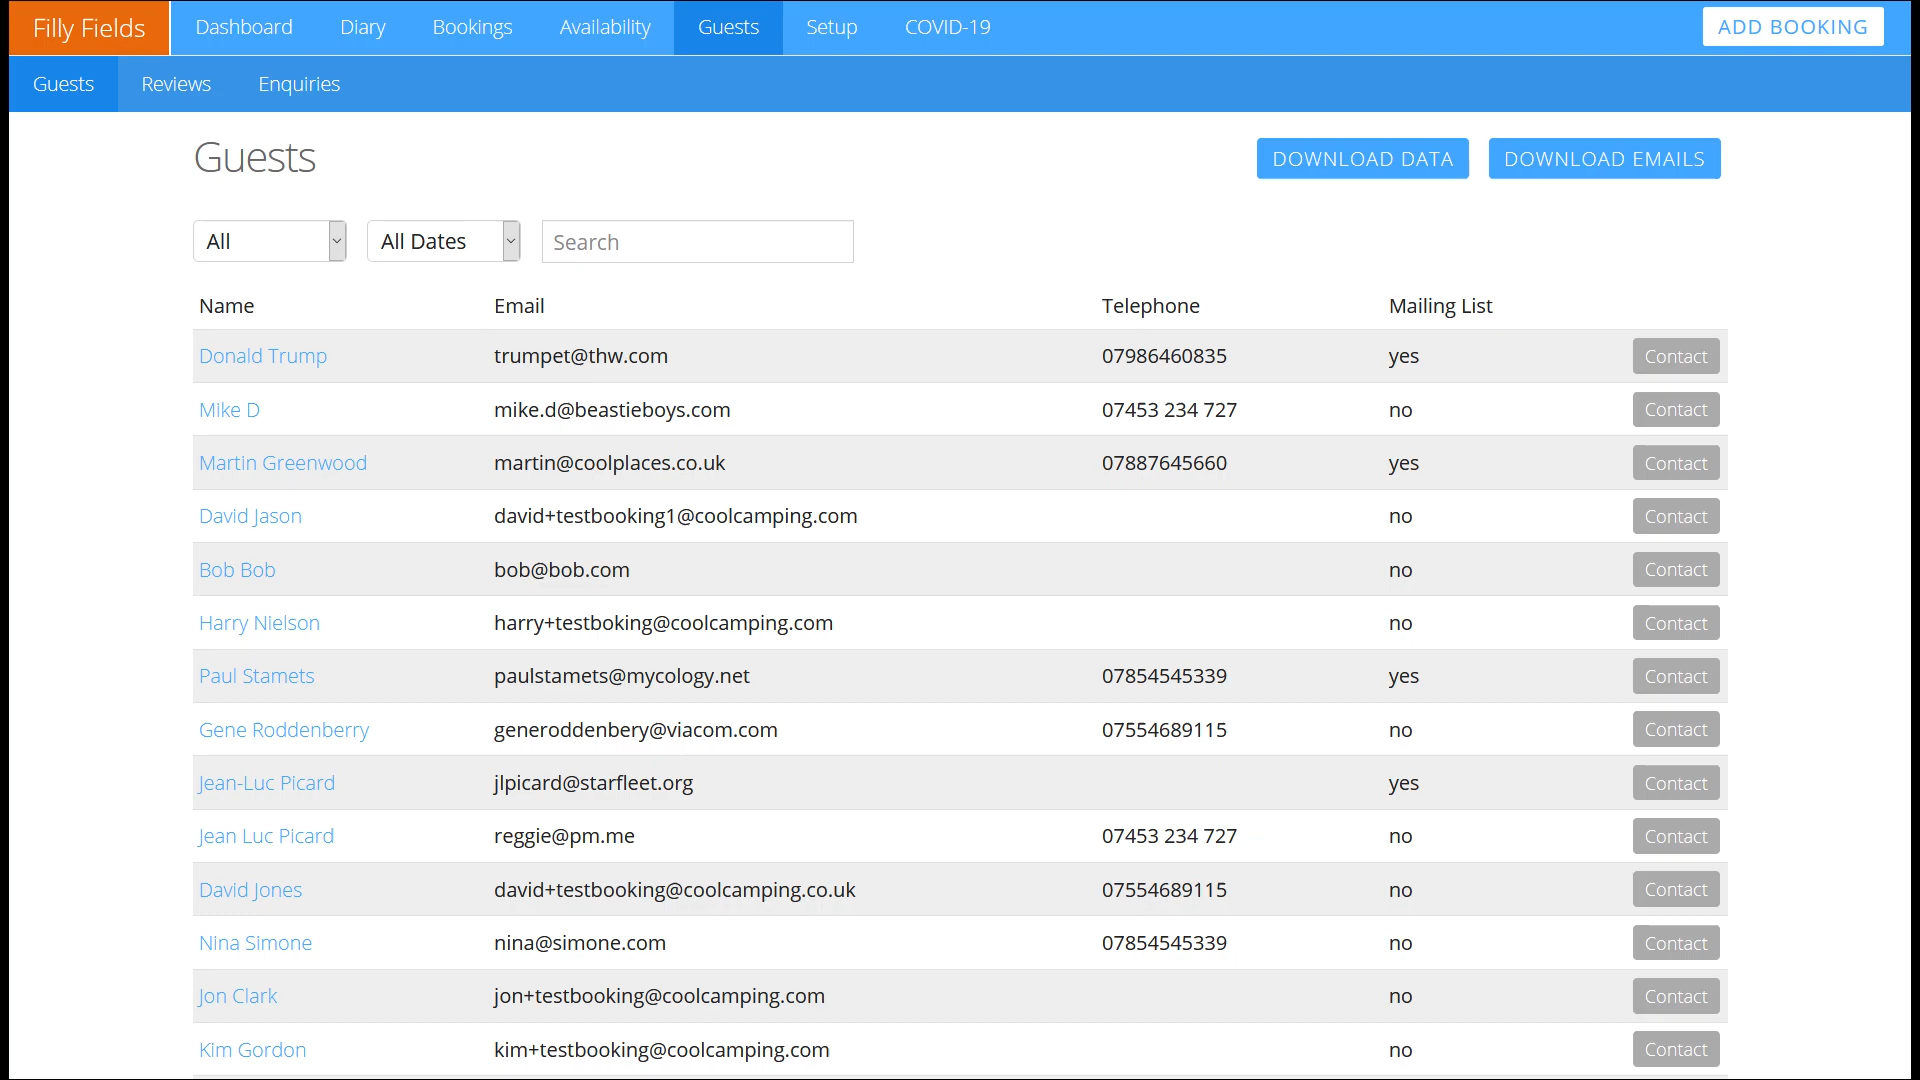 Filly Fields Dashboard Diary Bookings Availability Guests Setup COVID-19 ADD BOOKING
Guests Reviews Enquiries
Guests DOWNLOAD DATA DOWNLOAD EMAILS
All All Dates Search
Name Email Telephone Mailing List
Donald Trump trumpet@thw.com 07986460835 yes Contact
Mike D mike.d@beastieboys.com 07453 234 727 no Contact
Martin Greenwood martin@coolplaces.co.uk 07887645660 yes Contact
David Jason david+testbooking1@coolcamping.com no Contact
Bob Bob bob@bob.com no Contact
Harry Nielson harry+testboking@coolcamping.com no Contact
Paul Stamets paulstamets@mycology.net 07854545339 yes Contact
Gene Roddenberry generoddenbery@viacom.com 07554689115 no Contact
Jean-Luc Picard jlpicard@starfleet.org yes Contact
Jean Luc Picard reggie@pm.me 07453 234 727 no Contact
David Jones david+testbooking@coolcamping.co.uk 07554689115 no Contact
Nina Simone nina@simone.com 07854545339 no Contact
Jon Clark jon+testbooking@coolcamping.com no Contact
Kim Gordon kim+testbooking@coolcamping.com no Contact